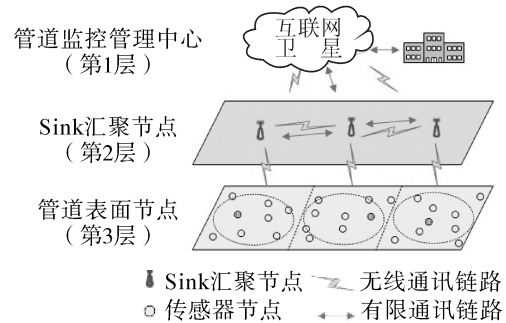 互联网
卫 星
管道监控管理中心
(第1层)
Sink汇聚节点
(第2层)
管道表面节点
(第3层)
Sink汇聚节点 无线通讯链路
传感器节点 有限通讯链路